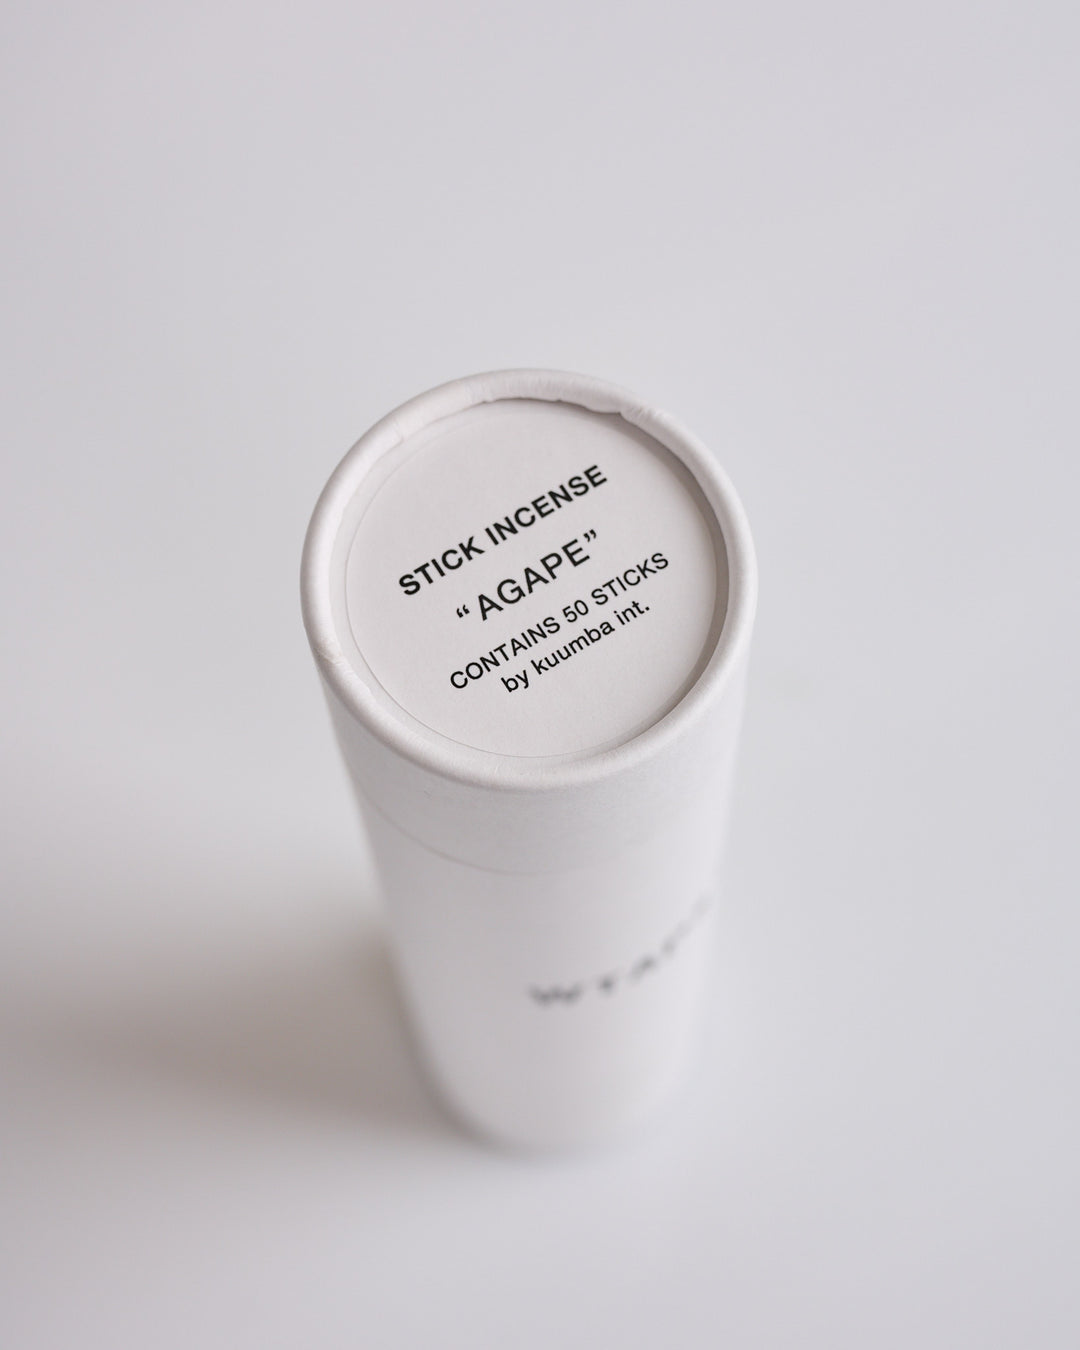 STICK INCENSE
“AGAPE”
CONTAINS 50 STICKS
by kuumba int.